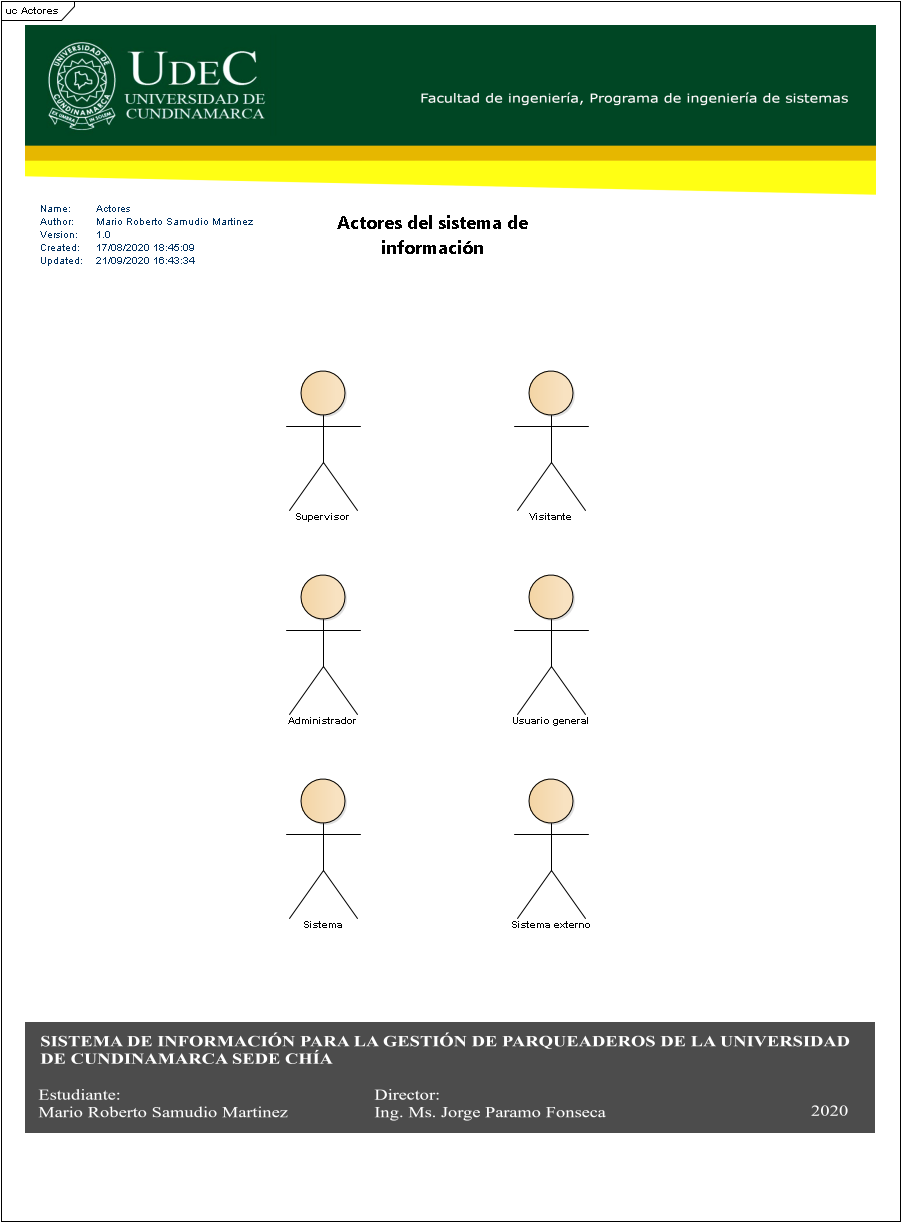 uc Actores
UNIVERSIDAD DE CUNDINAMARCA
UDEC
UNIVERSIDAD DE
CUNDINAMARCA
Facultad de ingeniería, Programa de ingeniería de sistemas
Name: Actores
Author: Mario Roberto Samudio Martinez
Version: 1.0
Created: 17/08/2020 18:45:09
Updated: 21/09/2020 16:43:34
Actores del sistema de
información
Supervisor Visitante
Administrador Usuario general
Sistema Sistema externo
SISTEMA DE INFORMACIÓN PARA LA GESTIÓN DE PARQUEADEROS DE LA UNIVERSIDAD
DE CUNDINAMARCA SEDE CHÍA
Estudiante: Director:
Mario Roberto Samudio Martinez Ing. Ms. Jorge Paramo Fonseca 2020